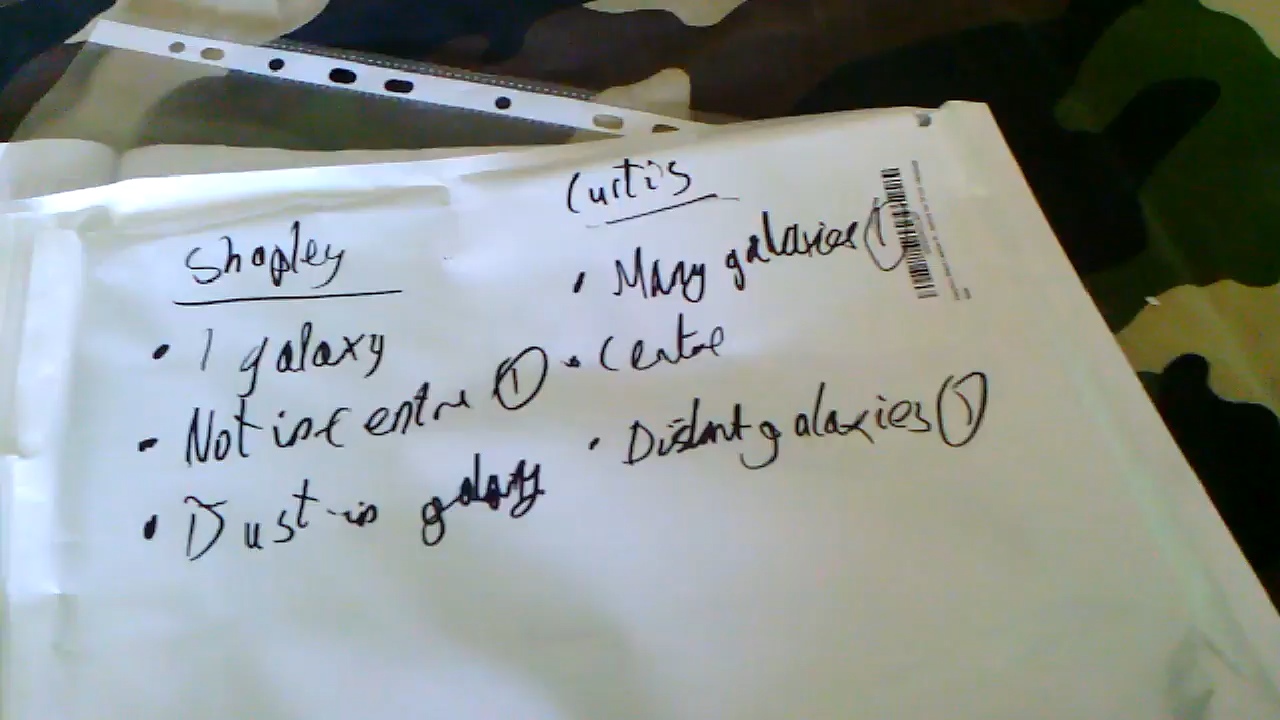 Shapley
• 1 galaxy
• Not in centre ①
• Dust in galaxy
Curtis
• Many galaxies ①
• Centre
• Distant galaxies ①